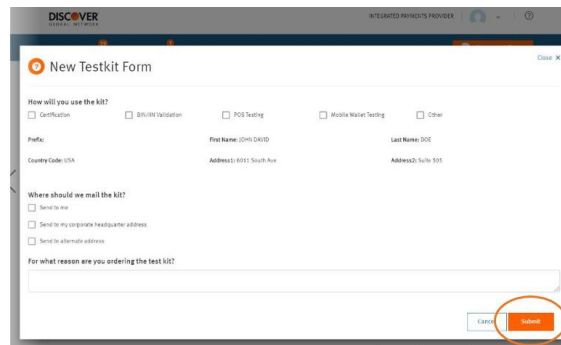 DISCOVER
GLOBAL NETWORK
INTEGRATED PAYMENTS PROVIDER
Close X
New Testkit Form
How will you use the kit?
Certification
BIN/IIN Validation
POS Testing
Mobile Wallet Testing
Other
Prefix:
First Name: JOHN DAVID
Last Name: DOE
Country Code: USA
Address1: 6011 South Ave
Address2: Suite 505
Where should we mail the kit?
Send to me
Send to my corporate headquarter address
Send to alternate address
For what reason are you ordering the test kit?
Cancel
Submit